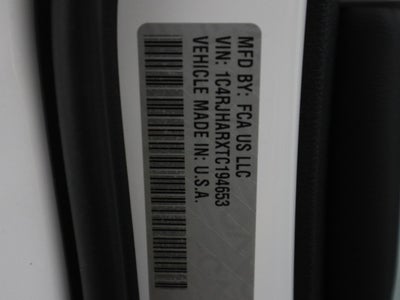 MFD BY: FCA US LLC
VIN: 1C4RJHARXTC194653
VEHICLE MADE IN: U.S.A.